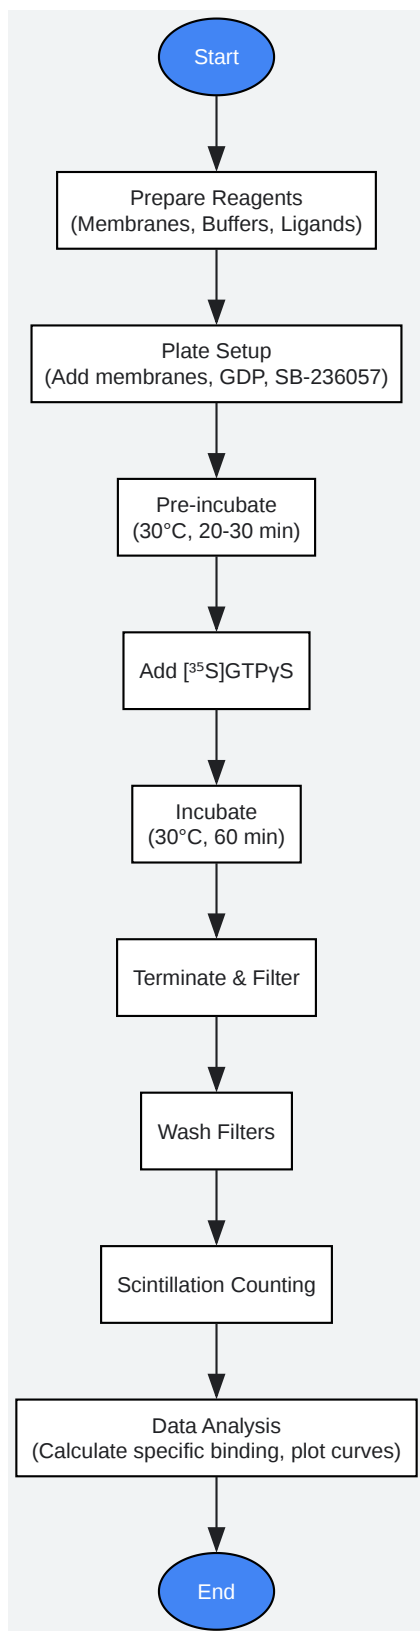 Start
Prepare Reagents
(Membranes, Buffers, Ligands)
Plate Setup
(Add membranes, GDP, SB-236057)
Pre-incubate
(30°C, 20-30 min)
Add [³⁵S]GTPγS
Incubate
(30°C, 60 min)
Terminate & Filter
Wash Filters
Scintillation Counting
Data Analysis
(Calculate specific binding, plot curves)
End